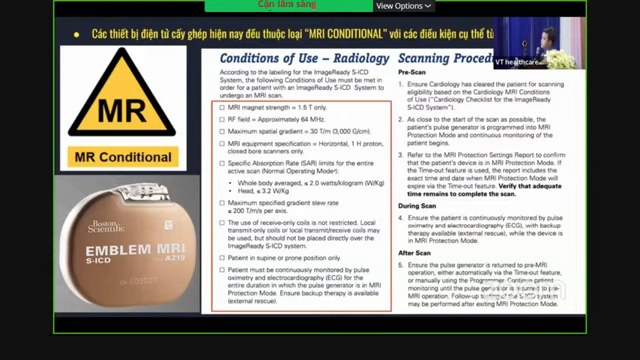 Cận lâm sàng
View Options
Các thiết bị điện tử cấy ghép hiện nay đều thuộc loại "MRI CONDITIONAL" với các điều kiện cụ thể từ
VT healthcare
MR
MR Conditional
Boston
Scientific
EMBLEM MRI
S-ICD
A219
Conditions of Use – Radiology
According to the labeling for the ImageReady S-ICD
System, the following Conditions of Use must be met in
order for a patient with an ImageReady S-ICD System to
undergo an MRI scan.
MRI magnet strength = 1.5 T only.
RF field = Approximately 64 MHz.
Maximum spatial gradient = 30 T/m (3,000 G/cm).
MRI equipment specification = Horizontal, 1 H proton,
closed bore scanners only.
Specific Absorption Rate (SAR) limits for the entire
active scan (Normal Operating Mode):
• Whole body averaged, ≤ 2.0 watts/kilogram (W/Kg)
• Head, ≤ 3.2 W/Kg
Maximum specified gradient slew rate
≤ 200 T/m/s per axis.
The use of receive-only coils is not restricted. Local
transmit-only coils or local transmit/receive coils may
be used, but should not be placed directly over the
ImageReady S-ICD system.
Patient in supine or prone position only.
Patient must be continuously monitored by pulse
oximetry and electrocardiography (ECG) for the
entire duration in which the pulse generator is in MRI
Protection Mode. Ensure backup therapy is available
(external rescue).
Scanning Procedu
Pre-Scan
1. Ensure Cardiology has cleared the patient for scanning
eligibility based on the Cardiology MRI Conditions
of Use ("Cardiology Checklist for the ImageReady
S-ICD System").
2. As close to the start of the scan as possible, the
patient's pulse generator is programmed into MRI
Protection Mode and continuous monitoring of the
patient begins.
3. Refer to the MRI Protection Settings Report to confirm
that the patient's device is in MRI Protection Mode. If
the Time-out feature is used, the report includes the
exact time and date when MRI Protection Mode will
expire via the Time-out feature. Verify that adequate
time remains to complete the scan.
During Scan
4. Ensure the patient is continuously monitored by pulse
oximetry and electrocardiography (ECG), with backup
therapy available (external rescue), while the device is
in MRI Protection Mode.
After Scan
5. Ensure the pulse generator is returned to pre-MRI
operation, either automatically via the Time-out feature,
or manually using the Programmer. Continue patient
monitoring until the pulse generator is returned to pre-
MRI operation. Follow-up testing of the S-ICD system
may be performed after exiting MRI Protection Mode.
zoom